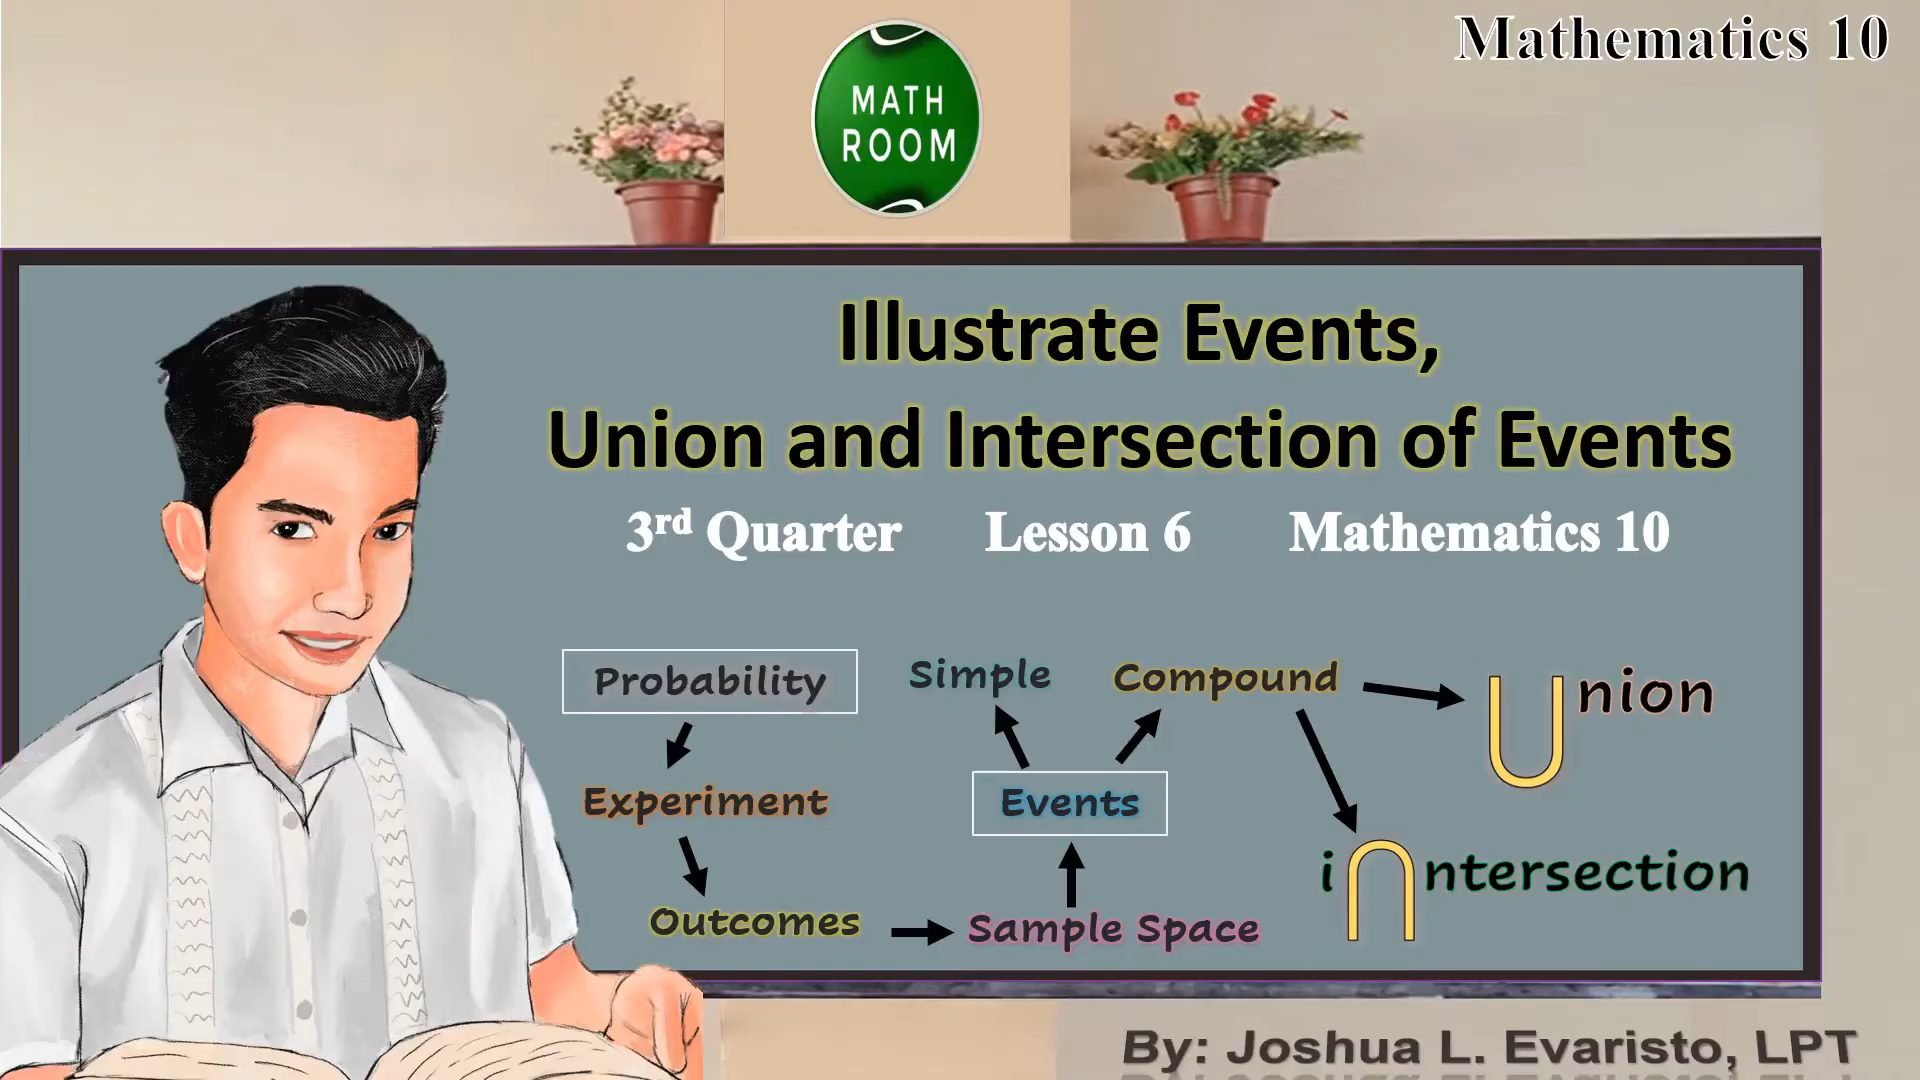 Mathematics 10
MATH
ROOM
Illustrate Events,
Union and Intersection of Events
3rd Quarter Lesson 6 Mathematics 10
Probability
Simple
Compound
Union
Experiment
Events
intersection
Outcomes
Sample Space
By: Joshua L. Evaristo, LPT